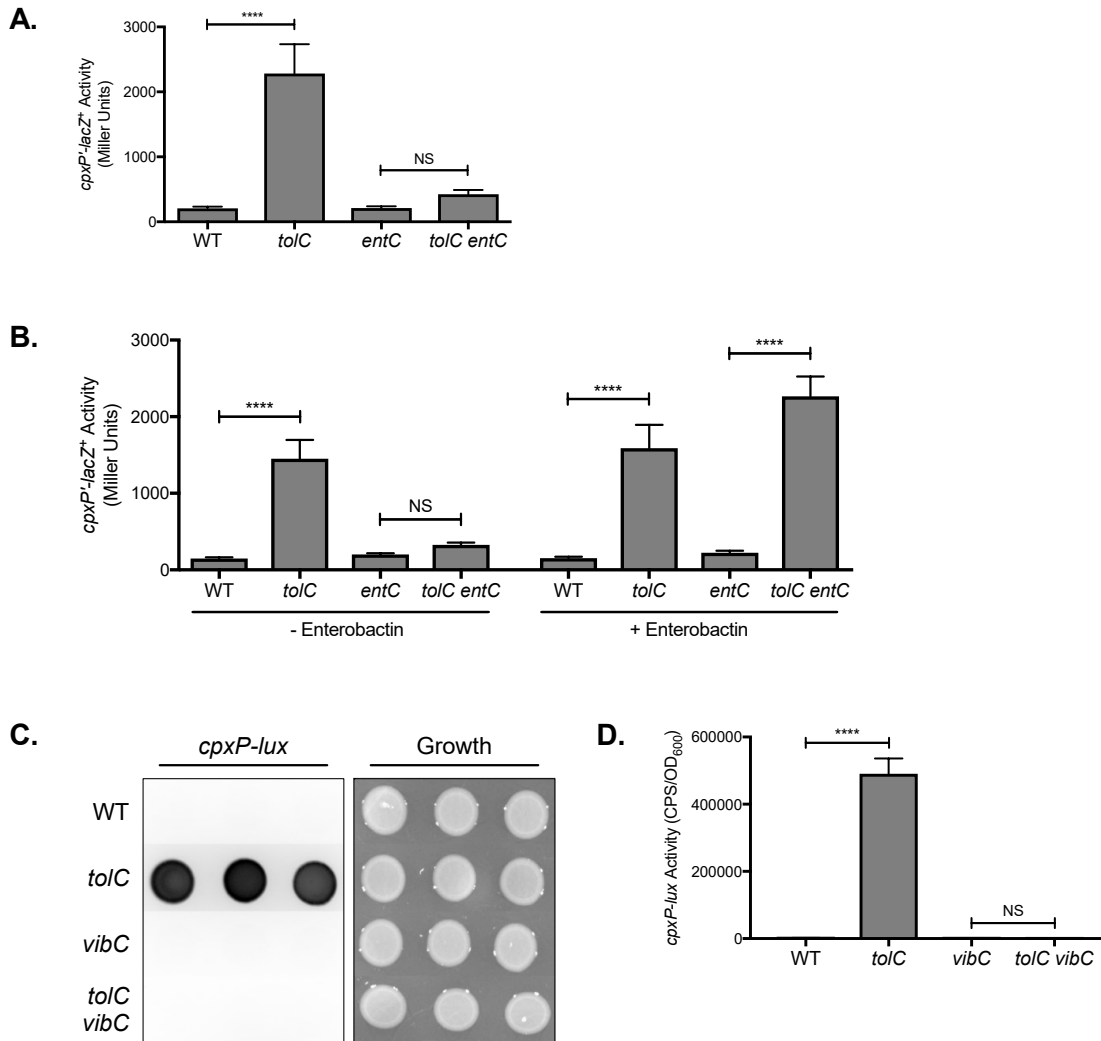 A.
cpxP'-lacZ⁺ Activity
(Miller Units)
3000
2000
1000
0
****
NS
WT tolC entC tolC entC
B.
cpxP'-lacZ⁺ Activity
(Miller Units)
3000
2000
1000
0
****
NS
****
****
WT tolC entC tolC entC WT tolC entC tolC entC
- Enterobactin + Enterobactin
C.
cpxP-lux Growth
WT
tolC
vibC
tolC
vibC
D.
cpxP-lux Activity (CPS/OD₆₀₀)
600000
400000
200000
0
****
NS
WT tolC vibC tolC vibC